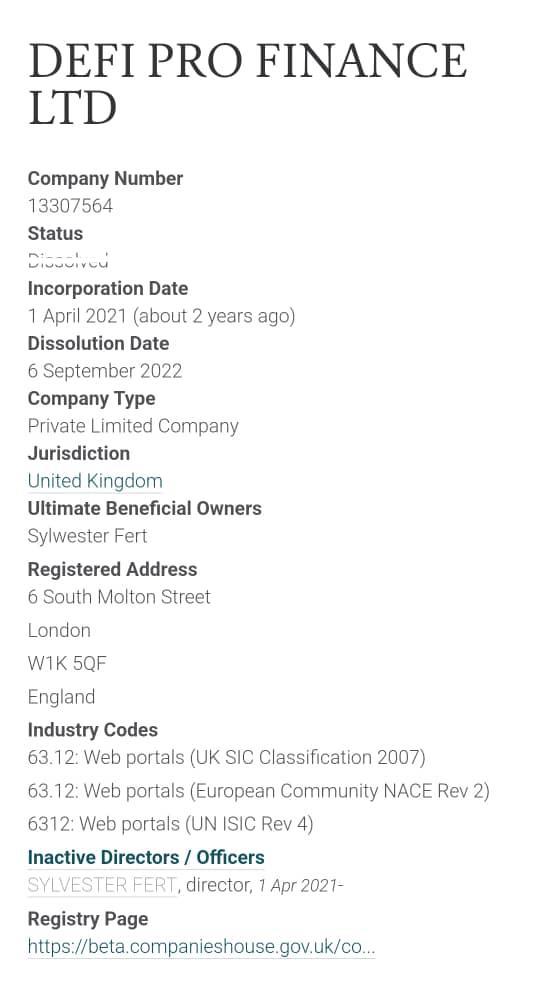 DEFI PRO FINANCE
LTD
Company Number
13307564
Status
Dissolved
Incorporation Date
1 April 2021 (about 2 years ago)
Dissolution Date
6 September 2022
Company Type
Private Limited Company
Jurisdiction
United Kingdom
Ultimate Beneficial Owners
Sylwester Fert
Registered Address
6 South Molton Street
London
W1K 5QF
England
Industry Codes
63.12: Web portals (UK SIC Classification 2007)
63.12: Web portals (European Community NACE Rev 2)
6312: Web portals (UN ISIC Rev 4)
Inactive Directors / Officers
SYLVESTER FERT, director, 1 Apr 2021-
Registry Page
https://beta.companieshouse.gov.uk/co...